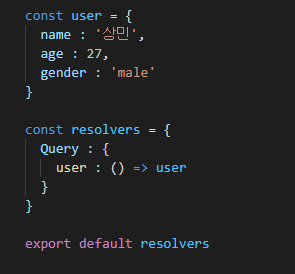 const user = {
name : '상민',
age : 27,
gender : 'male'
}
const resolvers = {
Query : {
user : () => user
}
}
export default resolvers